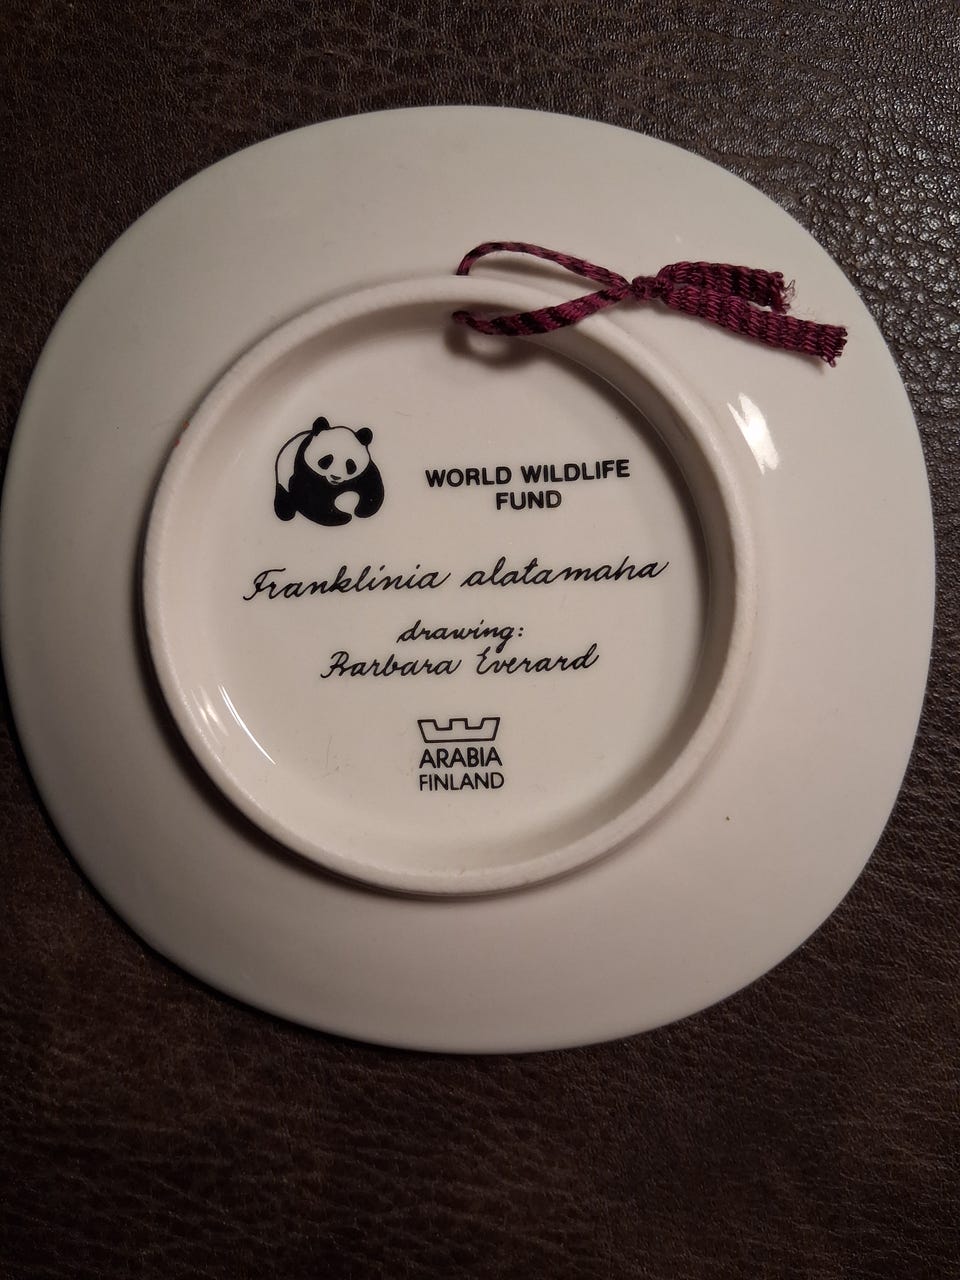 WORLD WILDLIFE
FUND
Franklinia alatamaha
drawing:
Barbara Everard
ARABIA
FINLAND